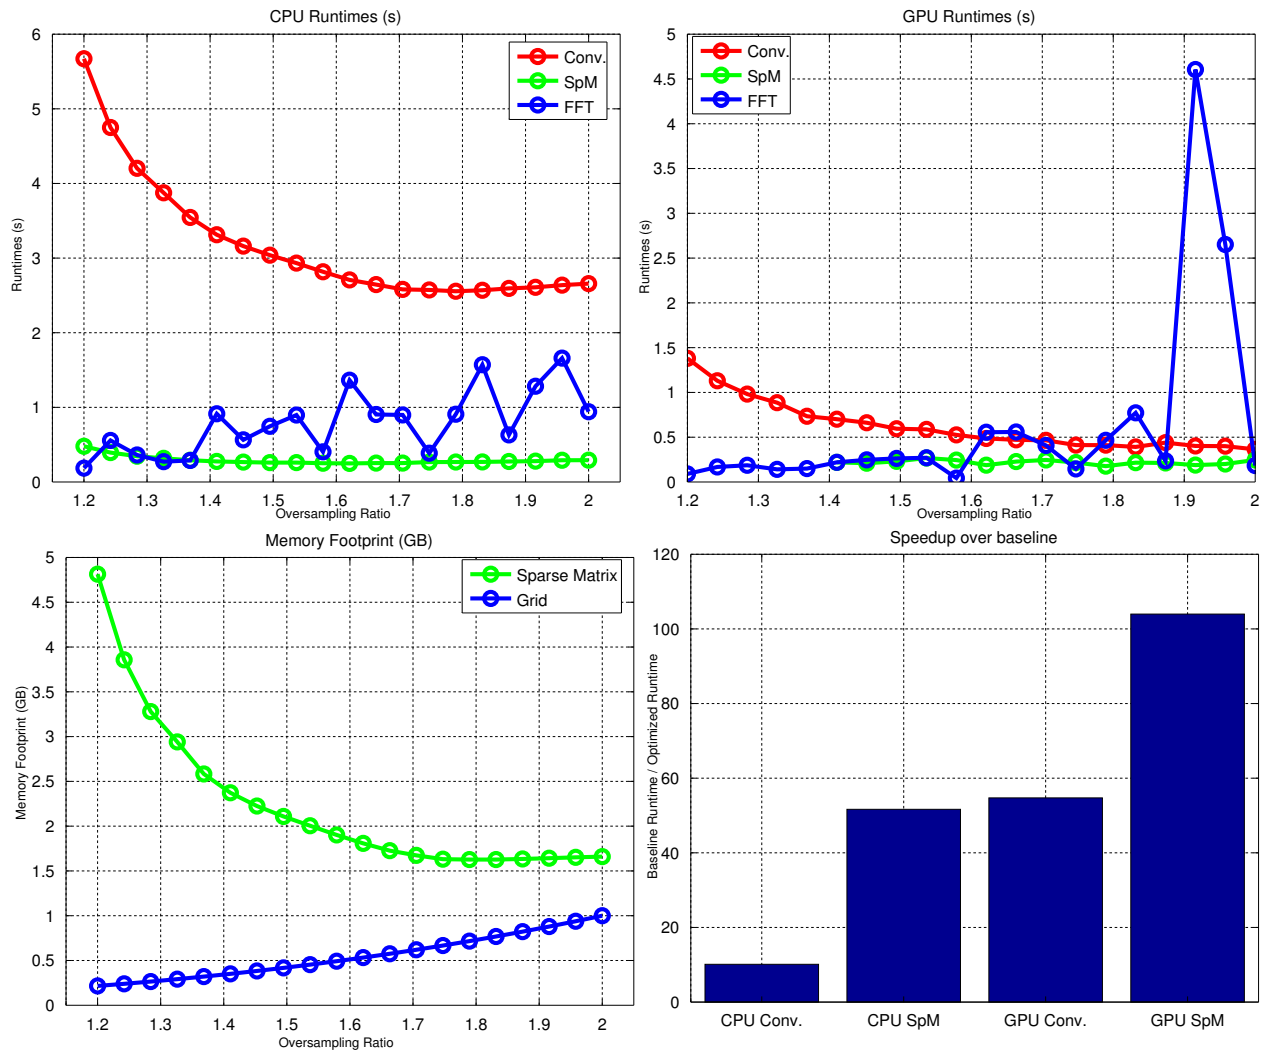 CPU Runtimes (s)
6
5
4
3
2
1
0
Runtimes (s)
Conv.
SpM
FFT
1.2 1.3 1.4 1.5 1.6 1.7 1.8 1.9 2
Oversampling Ratio
GPU Runtimes (s)
5
4.5
4
3.5
3
2.5
2
1.5
1
0.5
0
Runtimes (s)
Conv.
SpM
FFT
1.2 1.3 1.4 1.5 1.6 1.7 1.8 1.9 2
Oversampling Ratio
Memory Footprint (GB)
5
4.5
4
3.5
3
2.5
2
1.5
1
0.5
0
Memory Footprint (GB)
Sparse Matrix
Grid
1.2 1.3 1.4 1.5 1.6 1.7 1.8 1.9 2
Oversampling Ratio
Speedup over baseline
120
100
80
60
40
20
0
Baseline Runtime / Optimized Runtime
CPU Conv. CPU SpM GPU Conv. GPU SpM